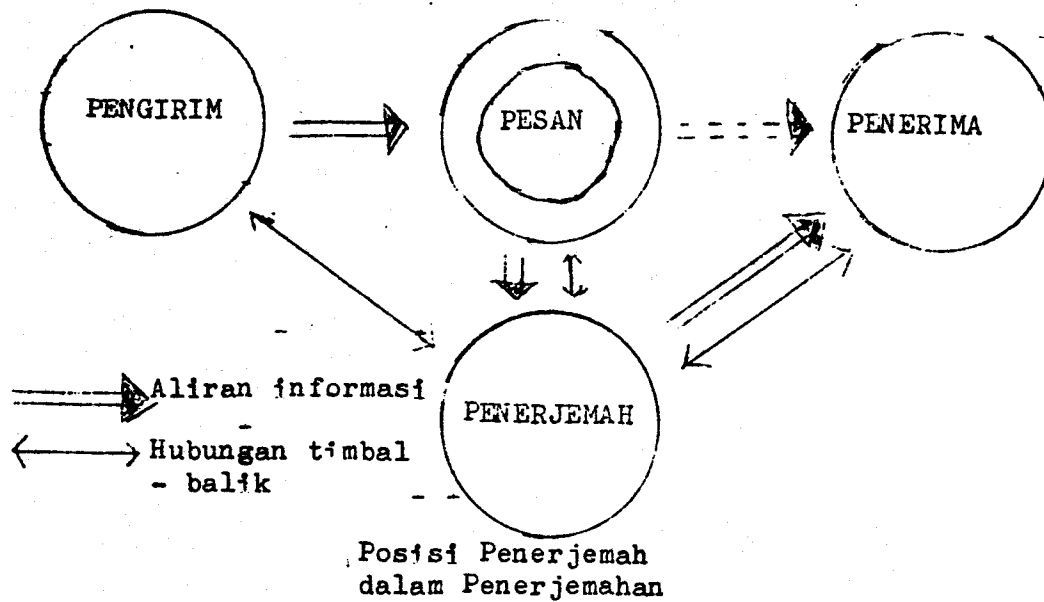 PENGIRIM
PESAN
PENERIMA
PENERJEMAH
Aliran informasi
Hubungan timbal
- balik
Posisi Penerjemah
dalam Penerjemahan